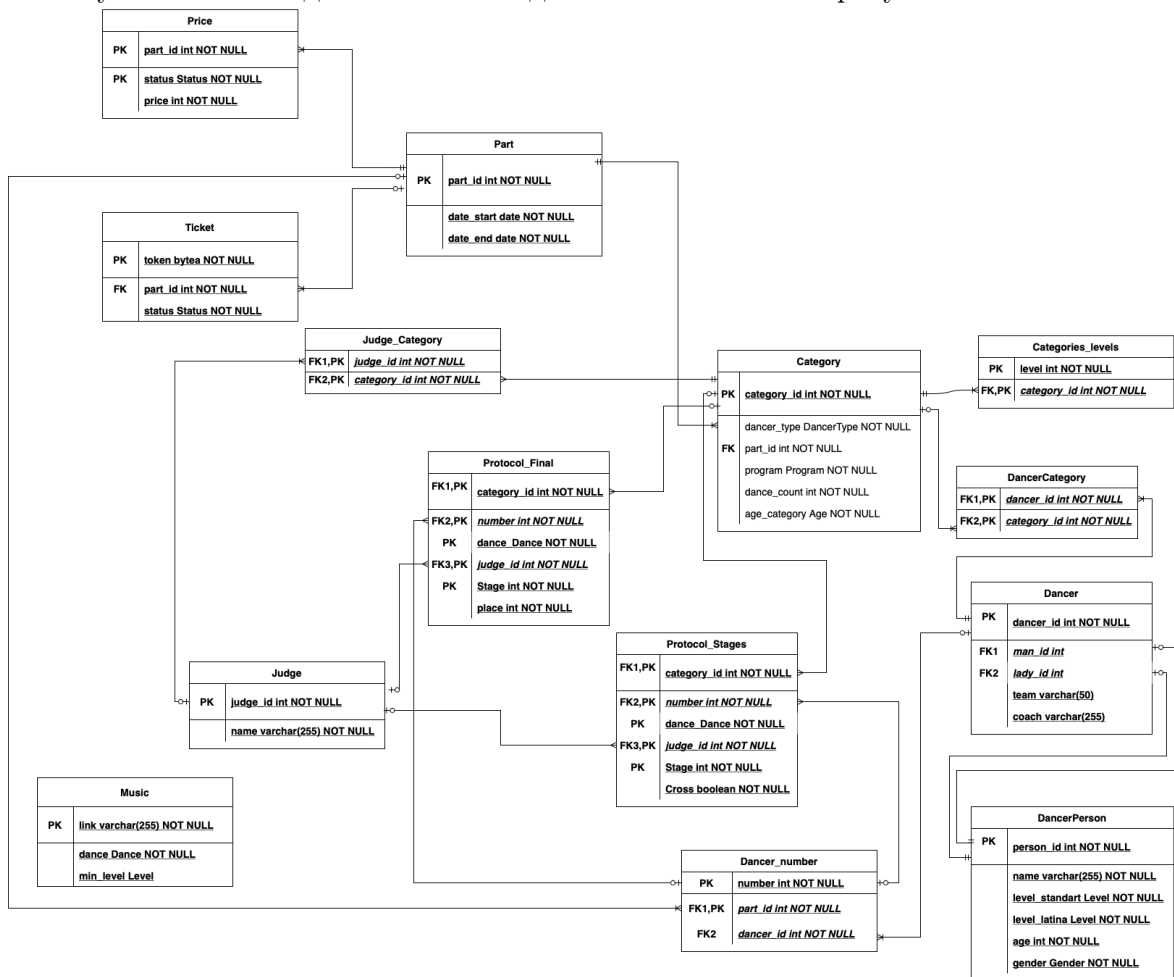 Price
PK part_id int NOT NULL
PK status Status NOT NULL
price int NOT NULL
Part
PK part_id int NOT NULL
date_start date NOT NULL
date_end date NOT NULL
Ticket
PK token bytea NOT NULL
FK part_id int NOT NULL
status Status NOT NULL
Judge_Category
FK1,PK judge_id int NOT NULL
FK2,PK category_id int NOT NULL
Category
PK category_id int NOT NULL
dancer_type DancerType NOT NULL
FK part_id int NOT NULL
program Program NOT NULL
dance_count int NOT NULL
age_category Age NOT NULL
Categories_levels
PK level int NOT NULL
FK,PK category_id int NOT NULL
Protocol_Final
FK1,PK category_id int NOT NULL
FK2,PK number int NOT NULL
PK dance_Dance NOT NULL
FK3,PK judge_id int NOT NULL
PK Stage int NOT NULL
place int NOT NULL
DancerCategory
FK1,PK dancer_id int NOT NULL
FK2,PK category_id int NOT NULL
Dancer
PK dancer_id int NOT NULL
FK1 man_id int
FK2 lady_id int
team varchar(50)
coach varchar(255)
Protocol_Stages
FK1,PK category_id int NOT NULL
FK2,PK number int NOT NULL
PK dance_Dance NOT NULL
FK3,PK judge_id int NOT NULL
PK Stage int NOT NULL
Cross boolean NOT NULL
Judge
PK judge_id int NOT NULL
name varchar(255) NOT NULL
Music
PK link varchar(255) NOT NULL
dance Dance NOT NULL
min_level Level
Dancer_number
PK number int NOT NULL
FK1,PK part_id int NOT NULL
FK2 dancer_id int NOT NULL
DancerPerson
PK person_id int NOT NULL
name varchar(255) NOT NULL
level_standart Level NOT NULL
level_latina Level NOT NULL
age int NOT NULL
gender Gender NOT NULL